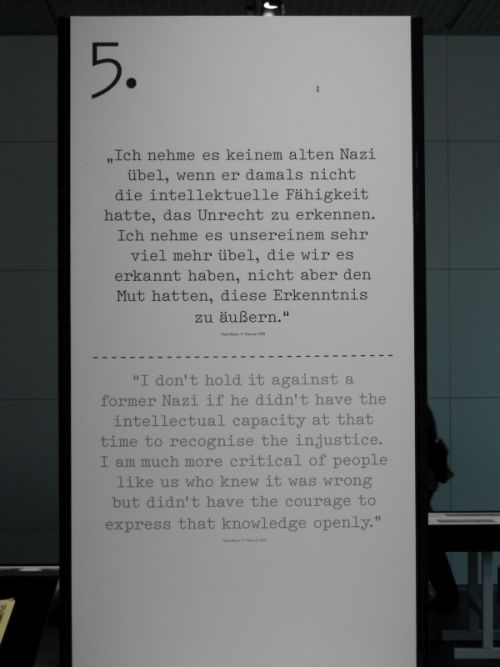 5.
„Ich nehme es keinem alten Nazi
übel, wenn er damals nicht
die intellektuelle Fähigkeit
hatte, das Unrecht zu erkennen.
Ich nehme es unsereinem sehr
viel mehr übel, die wir es
erkannt haben, nicht aber den
Mut hatten, diese Erkenntnis
zu äußern.“
"I don't hold it against a
former Nazi if he didn't have the
intellectual capacity at that
time to recognise the injustice.
I am much more critical of people
like us who knew it was wrong
but didn't have the courage to
express that knowledge openly."